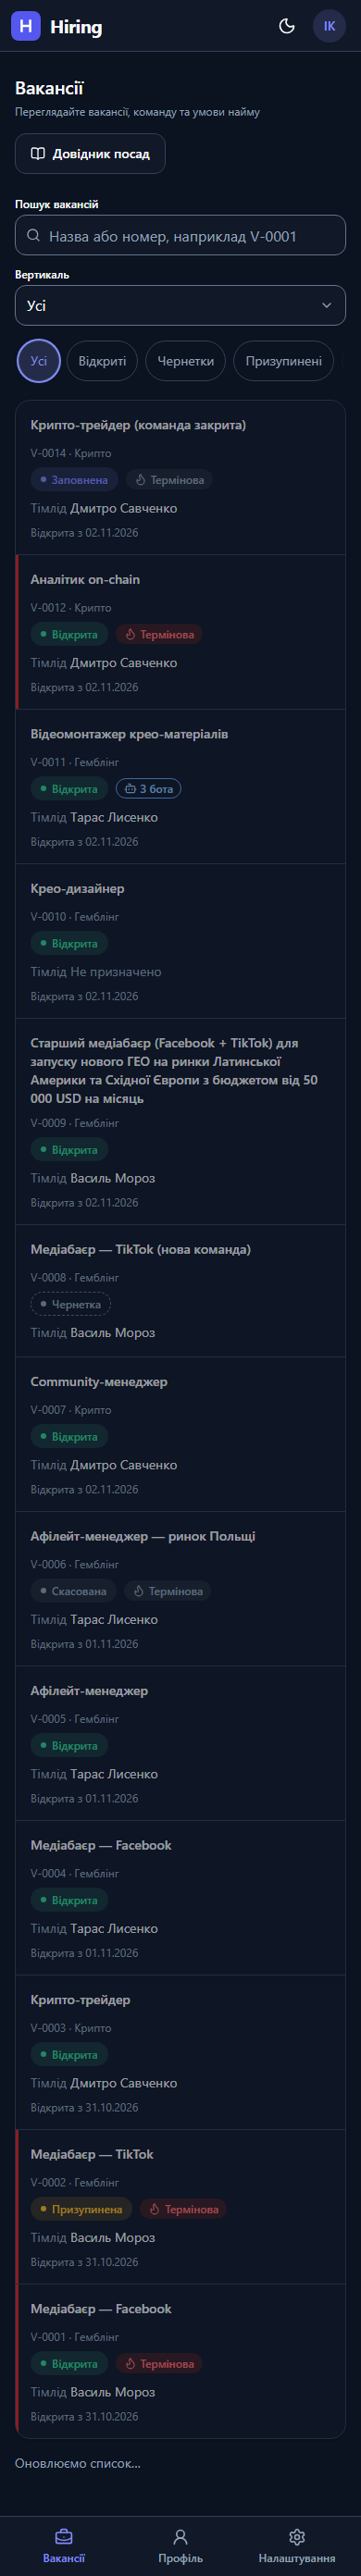 H Hiring ІК
Вакансії
Переглядайте вакансії, команду та умови найму
Довідник посад
Пошук вакансій
Назва або номер, наприклад V-0001
Вертикаль
Усі
Усі Відкриті Чернетки Призупинені
Крипто-трейдер (команда закрита)
V-0014 · Крипто
Заповнена Термінова
Тімлід Дмитро Савченко
Відкрита з 02.11.2026
Аналітик on-chain
V-0012 · Крипто
Відкрита Термінова
Тімлід Дмитро Савченко
Відкрита з 02.11.2026
Відеомонтажер крео-матеріалів
V-0011 · Гемблінг
Відкрита З бота
Тімлід Тарас Лисенко
Відкрита з 02.11.2026
Крео-дизайнер
V-0010 · Гемблінг
Відкрита
Тімлід Не призначено
Відкрита з 02.11.2026
Старший медіабаєр (Facebook + TikTok) для
запуску нового ГЕО на ринки Латинської
Америки та Східної Європи з бюджетом від 50
000 USD на місяць
V-0009 · Гемблінг
Відкрита
Тімлід Василь Мороз
Відкрита з 02.11.2026
Медіабаєр — TikTok (нова команда)
V-0008 · Гемблінг
Чернетка
Тімлід Василь Мороз
Community-менеджер
V-0007 · Крипто
Відкрита
Тімлід Дмитро Савченко
Відкрита з 02.11.2026
Афілейт-менеджер — ринок Польщі
V-0006 · Гемблінг
Скасована Термінова
Тімлід Тарас Лисенко
Відкрита з 01.11.2026
Афілейт-менеджер
V-0005 · Гемблінг
Відкрита
Тімлід Тарас Лисенко
Відкрита з 01.11.2026
Медіабаєр — Facebook
V-0004 · Гемблінг
Відкрита
Тімлід Тарас Лисенко
Відкрита з 01.11.2026
Крипто-трейдер
V-0003 · Крипто
Відкрита
Тімлід Дмитро Савченко
Відкрита з 31.10.2026
Медіабаєр — TikTok
V-0002 · Гемблінг
Призупинена Термінова
Тімлід Василь Мороз
Відкрита з 31.10.2026
Медіабаєр — Facebook
V-0001 · Гемблінг
Відкрита Термінова
Тімлід Василь Мороз
Відкрита з 31.10.2026
Оновлюємо список...
Вакансії Профіль Налаштування